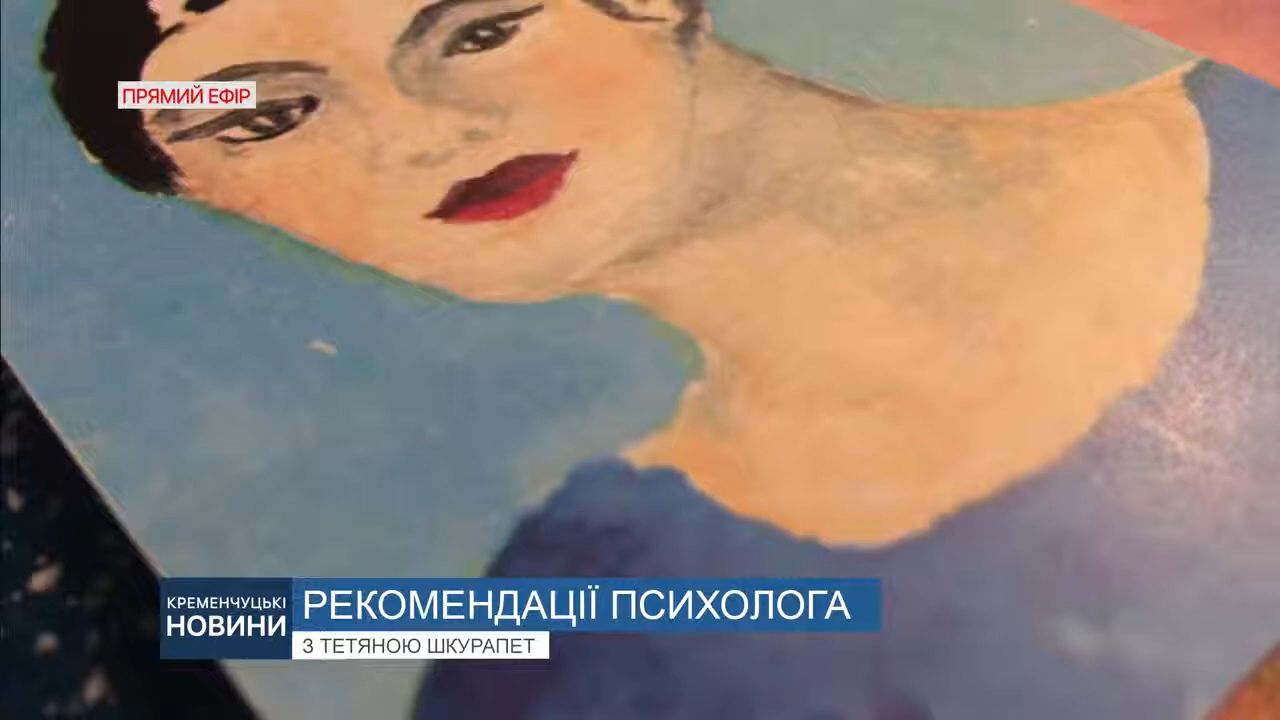 ПРЯМИЙ ЕФІР
КРЕМЕНЧУЦЬКІ
НОВИНИ
РЕКОМЕНДАЦІЇ ПСИХОЛОГА
З ТЕТЯНОЮ ШКУРАПЕТ